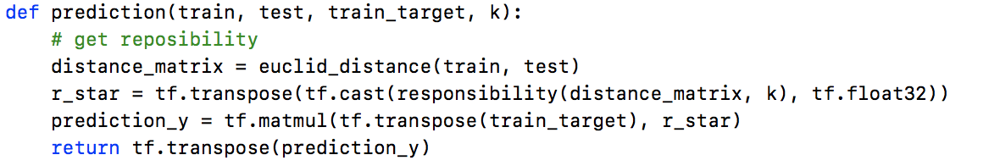 def prediction(train, test, train_target, k):
    # get reposibility
    distance_matrix = euclid_distance(train, test)
    r_star = tf.transpose(tf.cast(responsibility(distance_matrix, k), tf.float32))
    prediction_y = tf.matmul(tf.transpose(train_target), r_star)
    return tf.transpose(prediction_y)